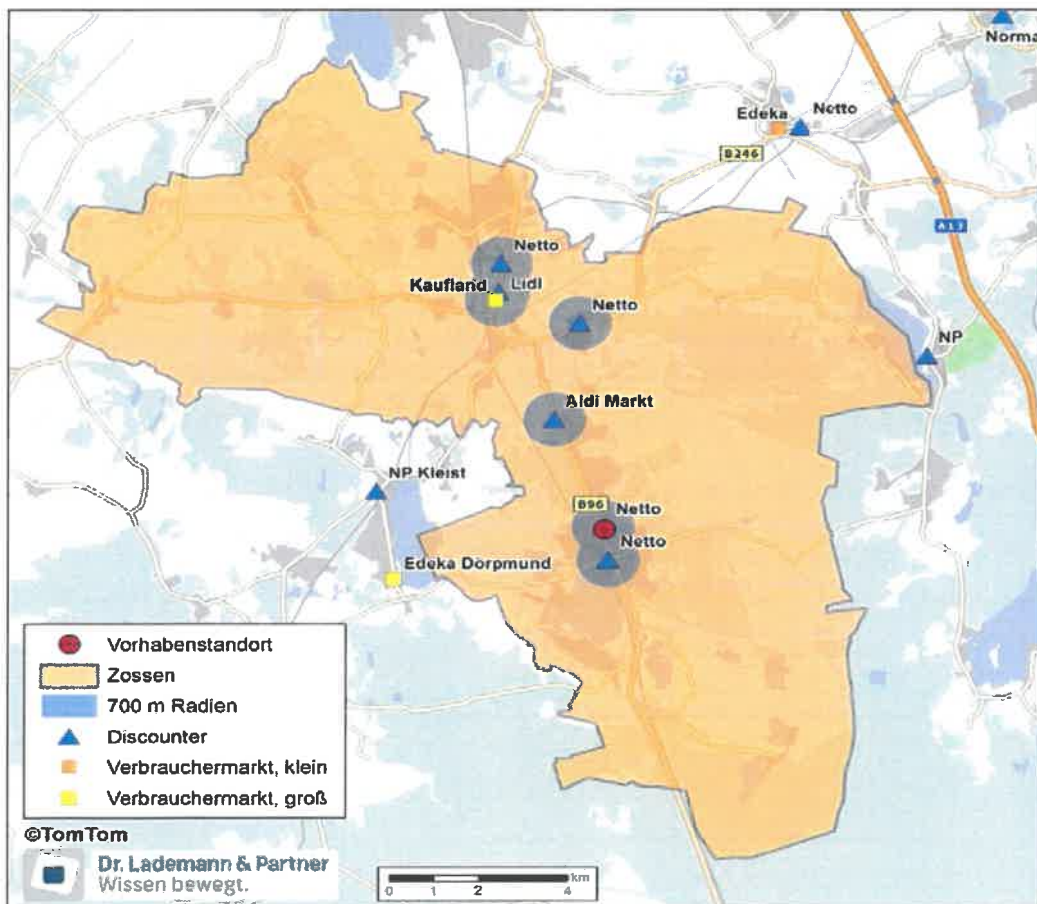 Norma
Edeka
Netto
B246
A13
Netto
Kaufland
Lidl
Netto
NP
Aldi Markt
NP Kleist
B96
Netto
Netto
Edeka Dörpmund
Vorhabenstandort
Zossen
700 m Radien
Discounter
Verbrauchermarkt, klein
Verbrauchermarkt, groß
©TomTom
Dr. Lademann & Partner
Wissen bewegt.
km
0 1 2 4